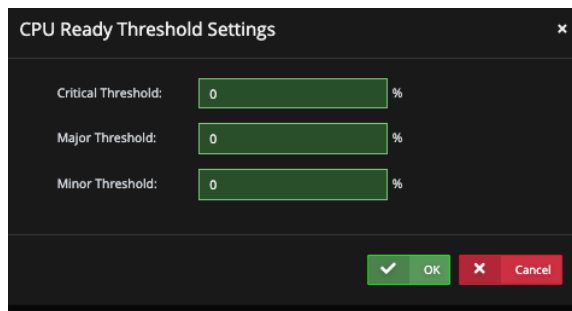 CPU Ready Threshold Settings
Critical Threshold: 0 %
Major Threshold: 0 %
Minor Threshold: 0 %
OK Cancel